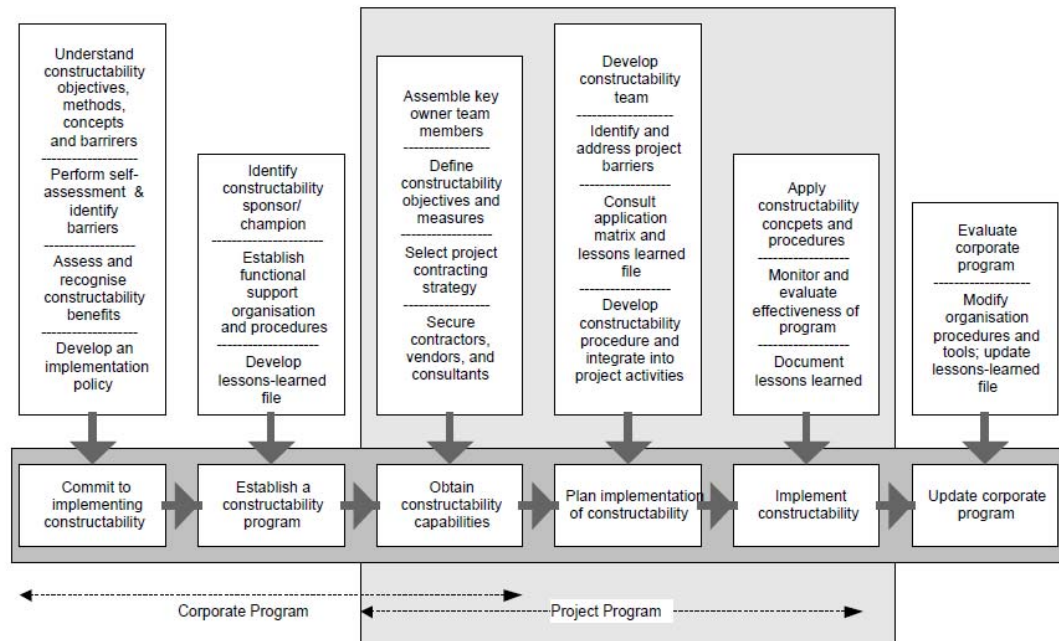 Understand
constructability
objectives,
methods,
concepts
and barrirers
Perform self-
assessment &
identify
barriers
Assess and
recognise
constructability
benefits
Develop an
implementation
policy
Identify
constructability
sponsor/
champion
Establish
functional
support
organisation
and procedures
Develop
lessons-learned
file
Assemble key
owner team
members
Define
constructability
objectives and
measures
Select project
contracting
strategy
Secure
contractors,
vendors, and
consultants
Develop
constructability
team
Identify and
address project
barriers
Consult
application
matrix and
lessons learned
file
Develop
constructability
procedure and
integrate into
project activities
Apply
constructability
concpets and
procedures
Monitor and
evaluate
effectiveness of
program
Document
lessons learned
Evaluate
corporate
program
Modify
organisation
procedures and
tools; update
lessons-learned
file
Commit to
implementing
constructability
Establish a
constructability
program
Obtain
constructability
capabilities
Plan implementation
of constructability
Implement
constructability
Update corporate
program
Corporate Program
Project Program